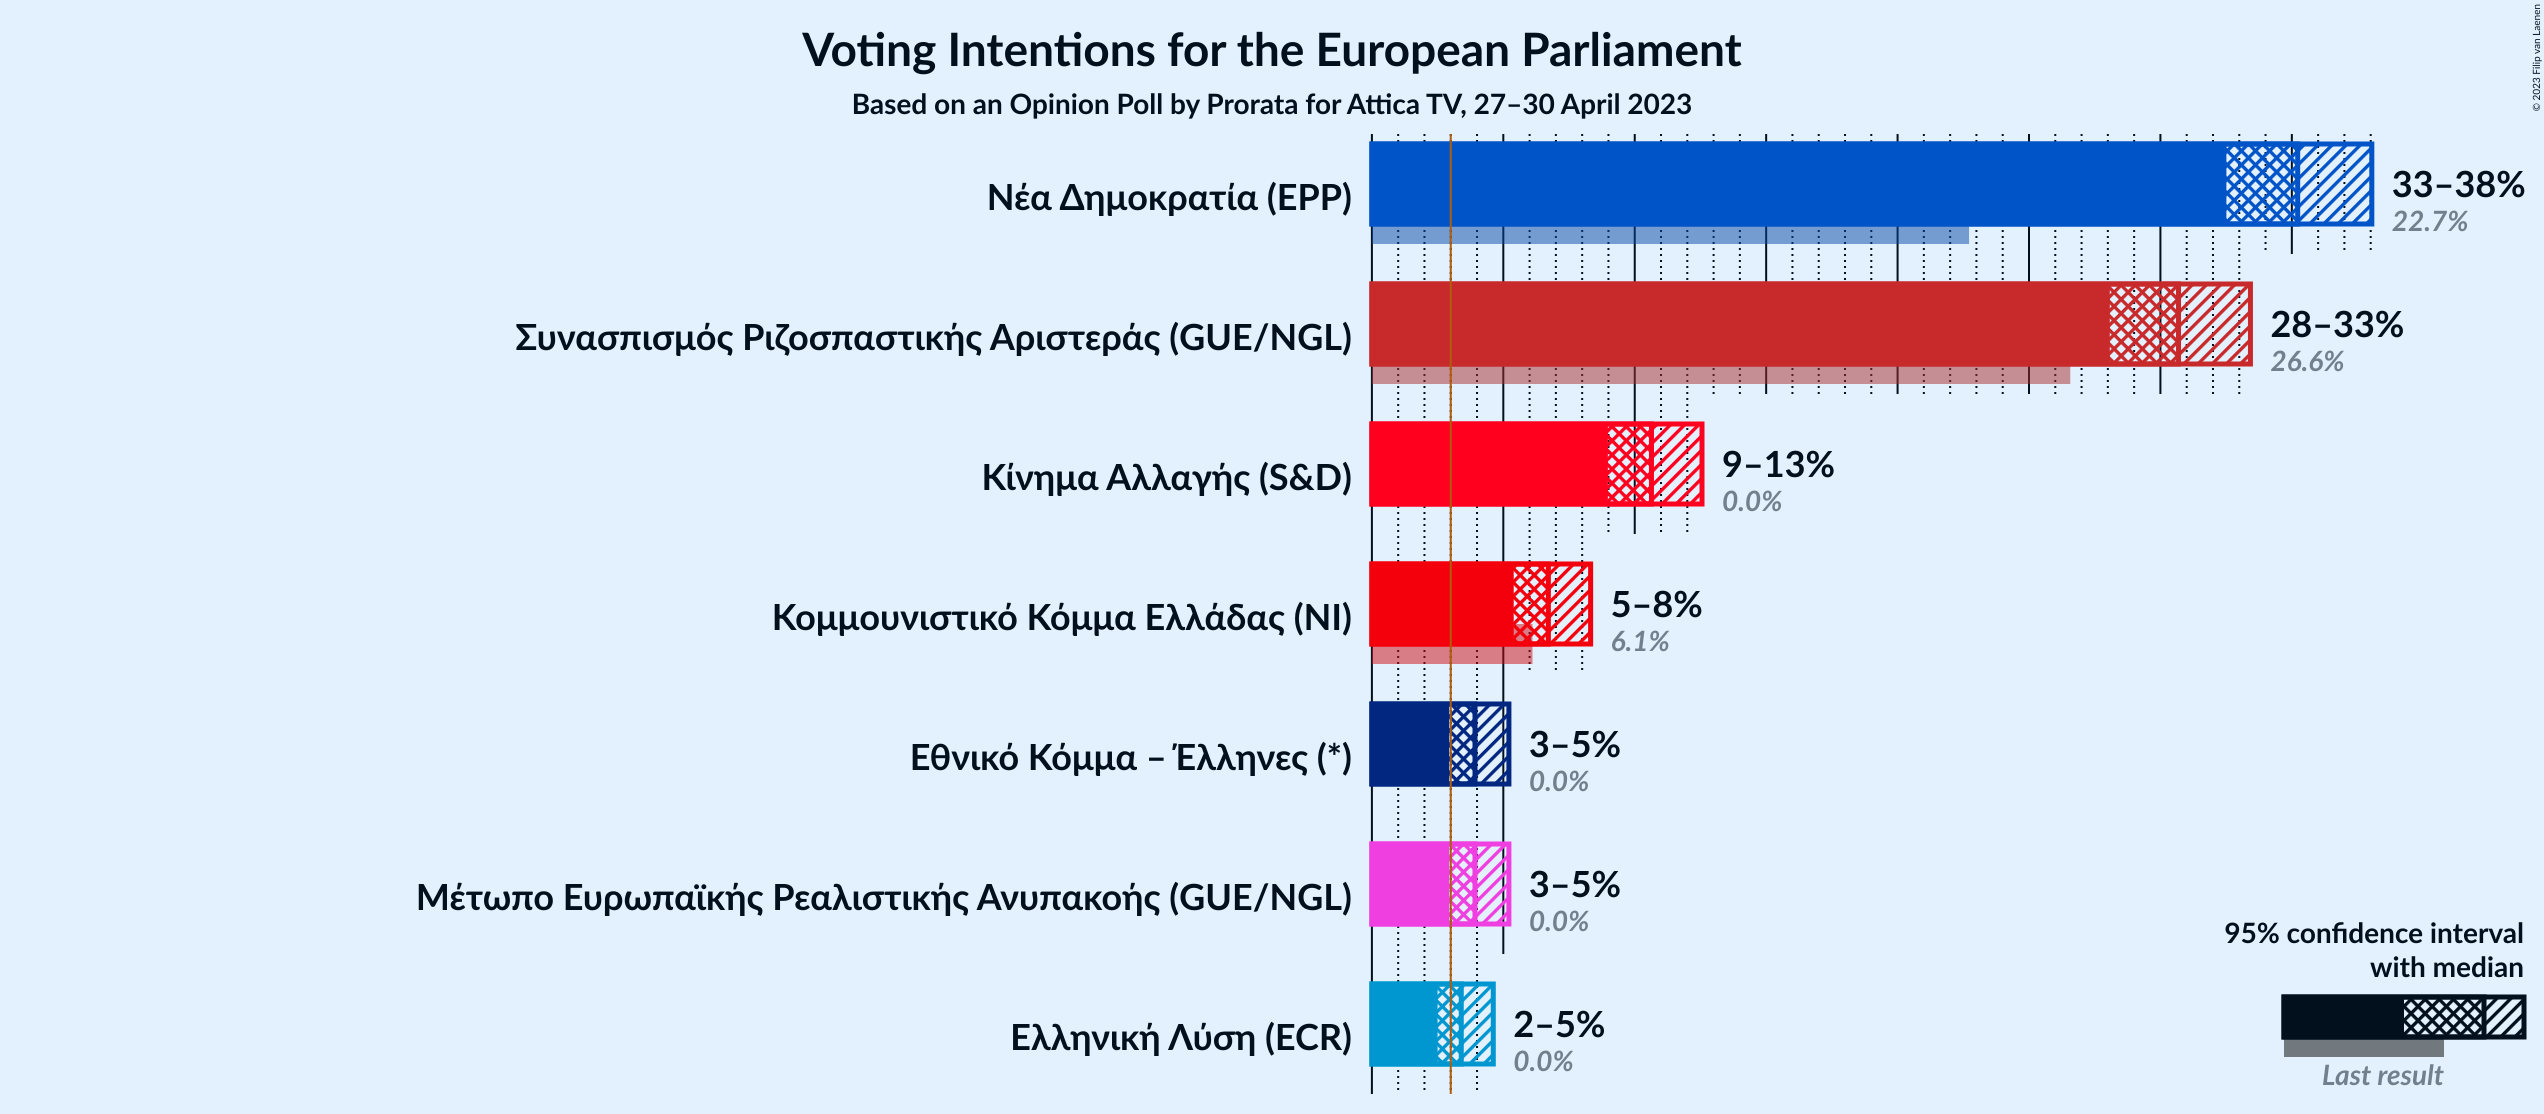 Voting Intentions for the European Parliament
Based on an Opinion Poll by Prorata for Attica TV, 27–30 April 2023
© 2023 Filip van Laenen
Νέα Δημοκρατία (EPP)
33–38%
22.7%
Συνασπισμός Ριζοσπαστικής Αριστεράς (GUE/NGL)
28–33%
26.6%
Κίνημα Αλλαγής (S&D)
9–13%
0.0%
Κομμουνιστικό Κόμμα Ελλάδας (NI)
5–8%
6.1%
Εθνικό Κόμμα – Έλληνες (*)
3–5%
0.0%
Μέτωπο Ευρωπαϊκής Ρεαλιστικής Ανυπακοής (GUE/NGL)
3–5%
0.0%
Ελληνική Λύση (ECR)
2–5%
0.0%
95% confidence interval
with median
Last result